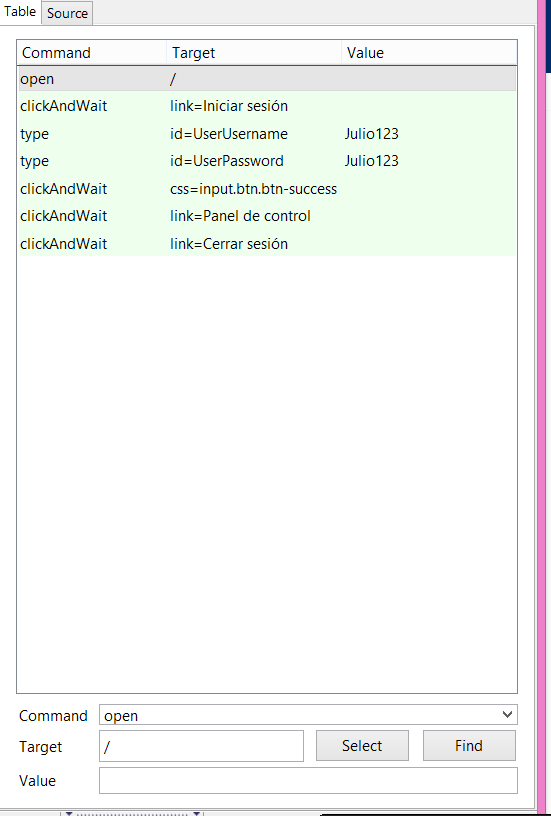 Table Source
Command Target Value
open /
clickAndWait link=Iniciar sesión
type id=UserUsername Julio123
type id=UserPassword Julio123
clickAndWait css=input.btn.btn-success
clickAndWait link=Panel de control
clickAndWait link=Cerrar sesión
Command open
Target / Select Find
Value